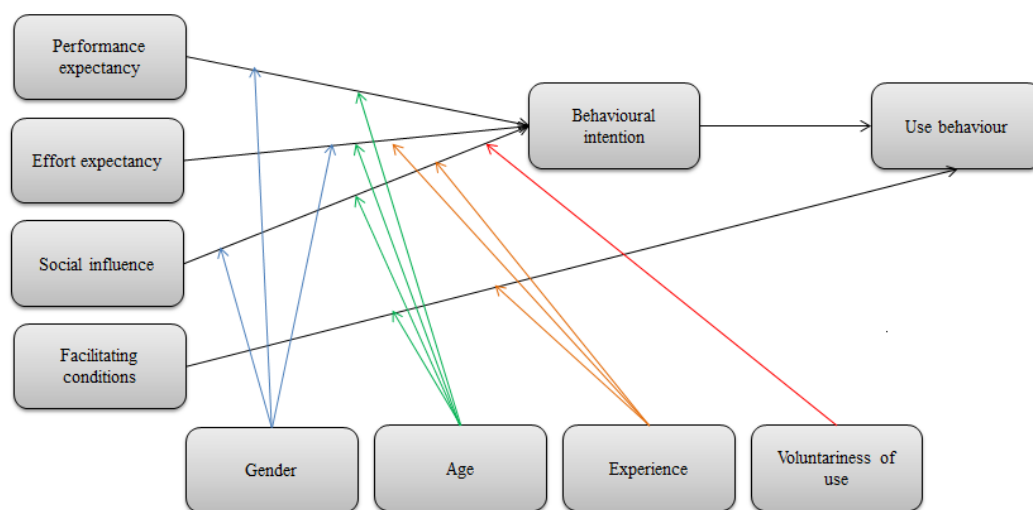 Performance
expectancy
Effort expectancy
Social influence
Facilitating
conditions
Behavioural
intention
Use behaviour
Gender
Age
Experience
Voluntariness of
use